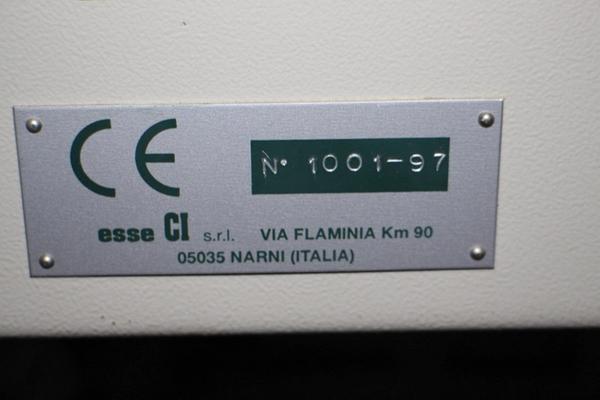 CE
N° 1001-97
esse CI s.r.l. VIA FLAMINIA Km 90
05035 NARNI (ITALIA)